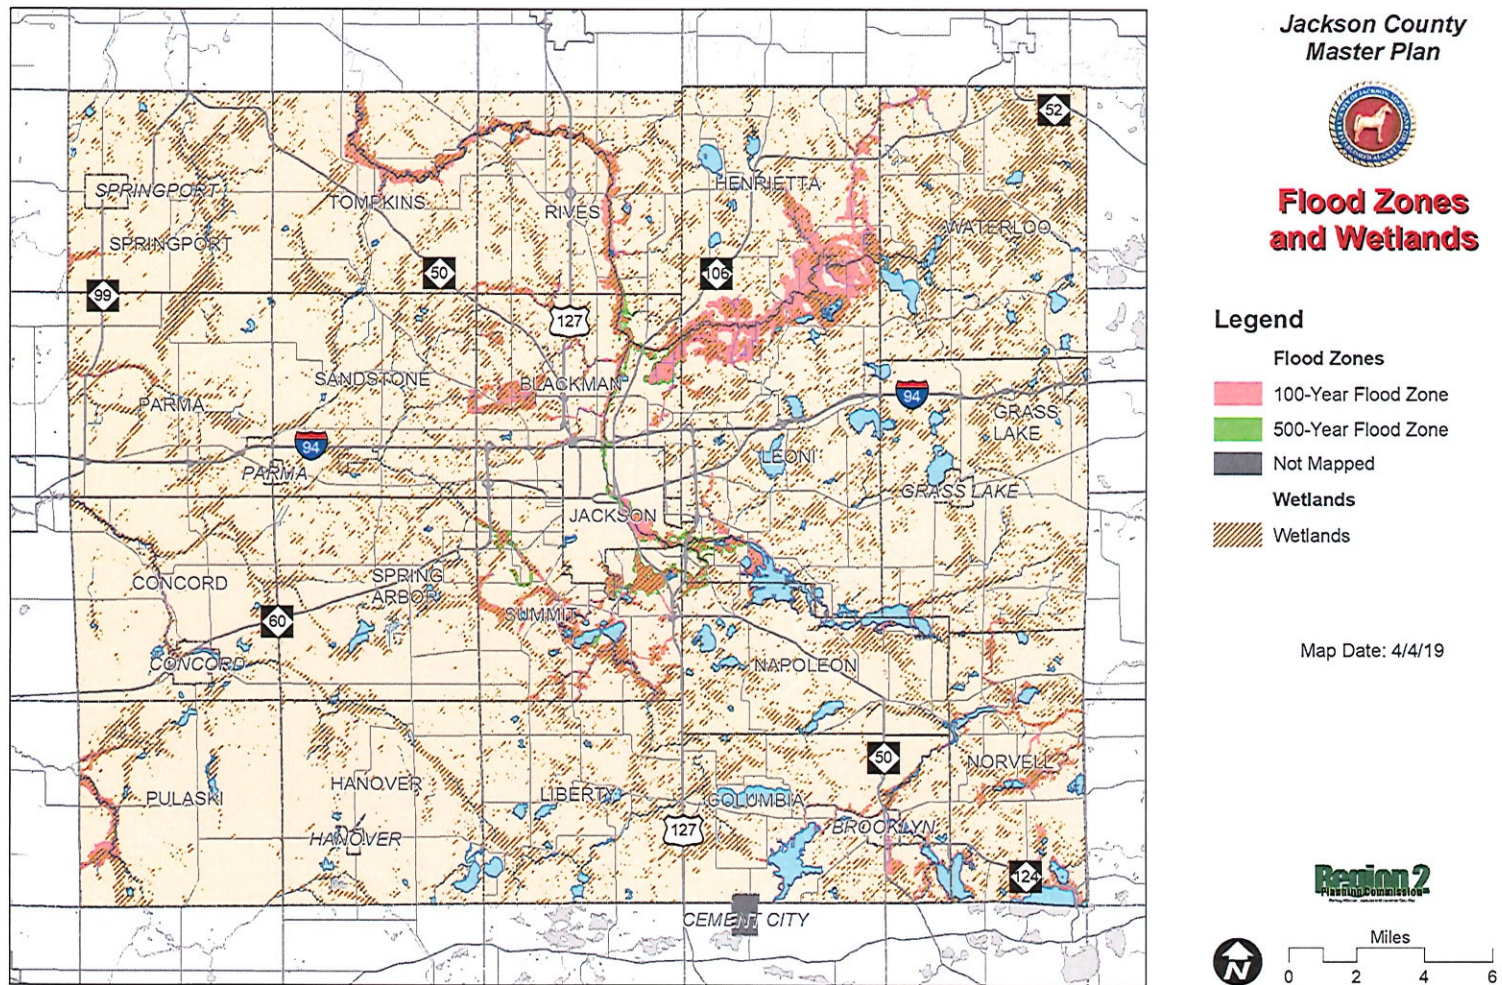 Jackson County
Master Plan
Flood Zones
and Wetlands
Legend
Flood Zones
100-Year Flood Zone
500-Year Flood Zone
Not Mapped
Wetlands
Wetlands
Map Date: 4/4/19
Region 2
Planning Commission
N
Miles
0 2 4 6
52
SPRINGPORT
TOMPKINS
RIVES
HENRIETTA
WATERLOO
SPRINGPORT
99
50
106
127
SANDSTONE
BLACKMAN
PARMA
94
GRASS
LAKE
94
LEONI
PARMA
GRASS LAKE
JACKSON
CONCORD
SPRING
ARBOR
60
SUMMIT
CONCORD
NAPOLEON
50
NORVELL
PULASKI
HANOVER
LIBERTY
COLUMBIA
HANOVER
127
BROOKLYN
124
CEMENT CITY